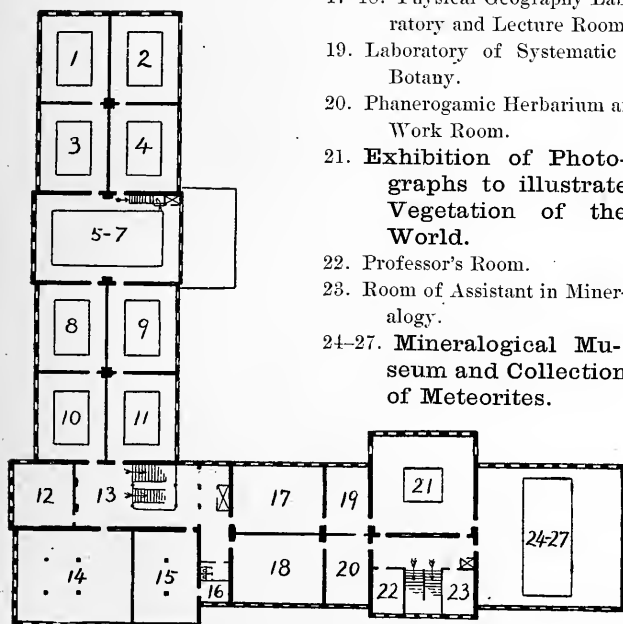 17-18. Physical Geography Lab
ratory and Lecture Room
19. Laboratory of Systematic
Botany.
20. Phanerogamic Herbarium a
Work Room.
21. Exhibition of Photo-
graphs to illustrate
Vegetation of the
World.
22. Professor's Room.
23. Room of Assistant in Miner-
alogy.
24–27. Mineralogical Mu-
seum and Collection
of Meteorites.
1 2
3 4
5-7
8 9
10 11
12 13 17 19 21
24-27
14 15 16 18 20 22 23